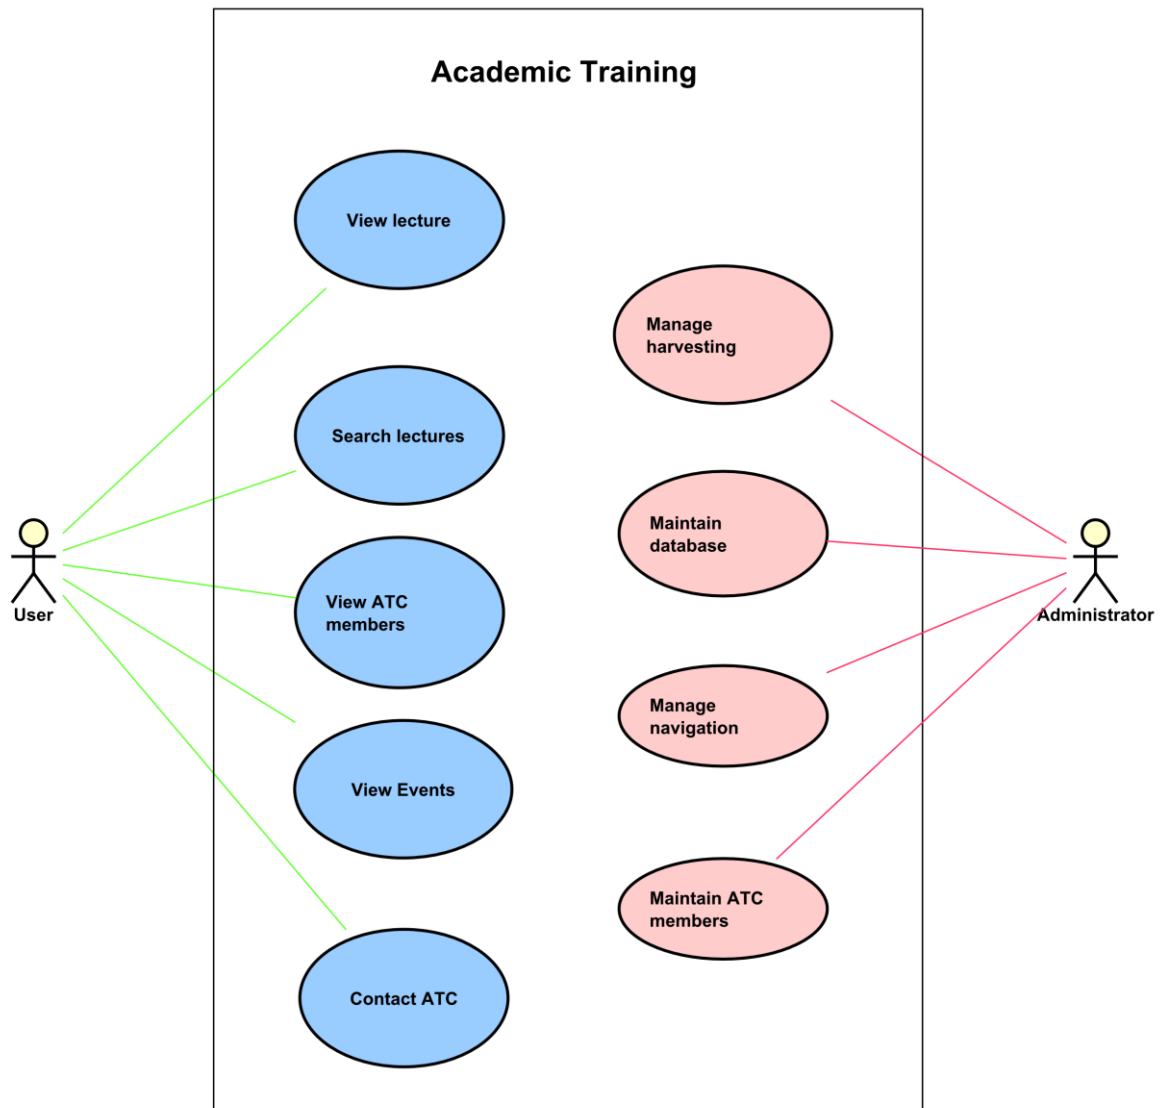 Academic Training
View lecture
Search lectures
View ATC
members
View Events
Contact ATC
Manage
harvesting
Maintain
database
Manage
navigation
Maintain ATC
members
User
Administrator